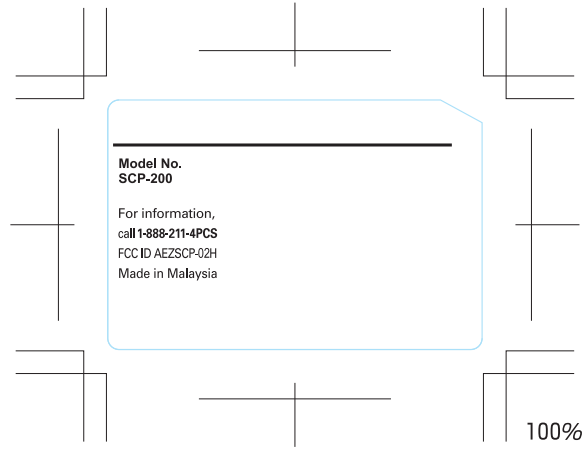 Model No.
SCP-200
For information,
call 1-888-211-4PCS
FCC ID AEZSCP-02H
Made in Malaysia
100%